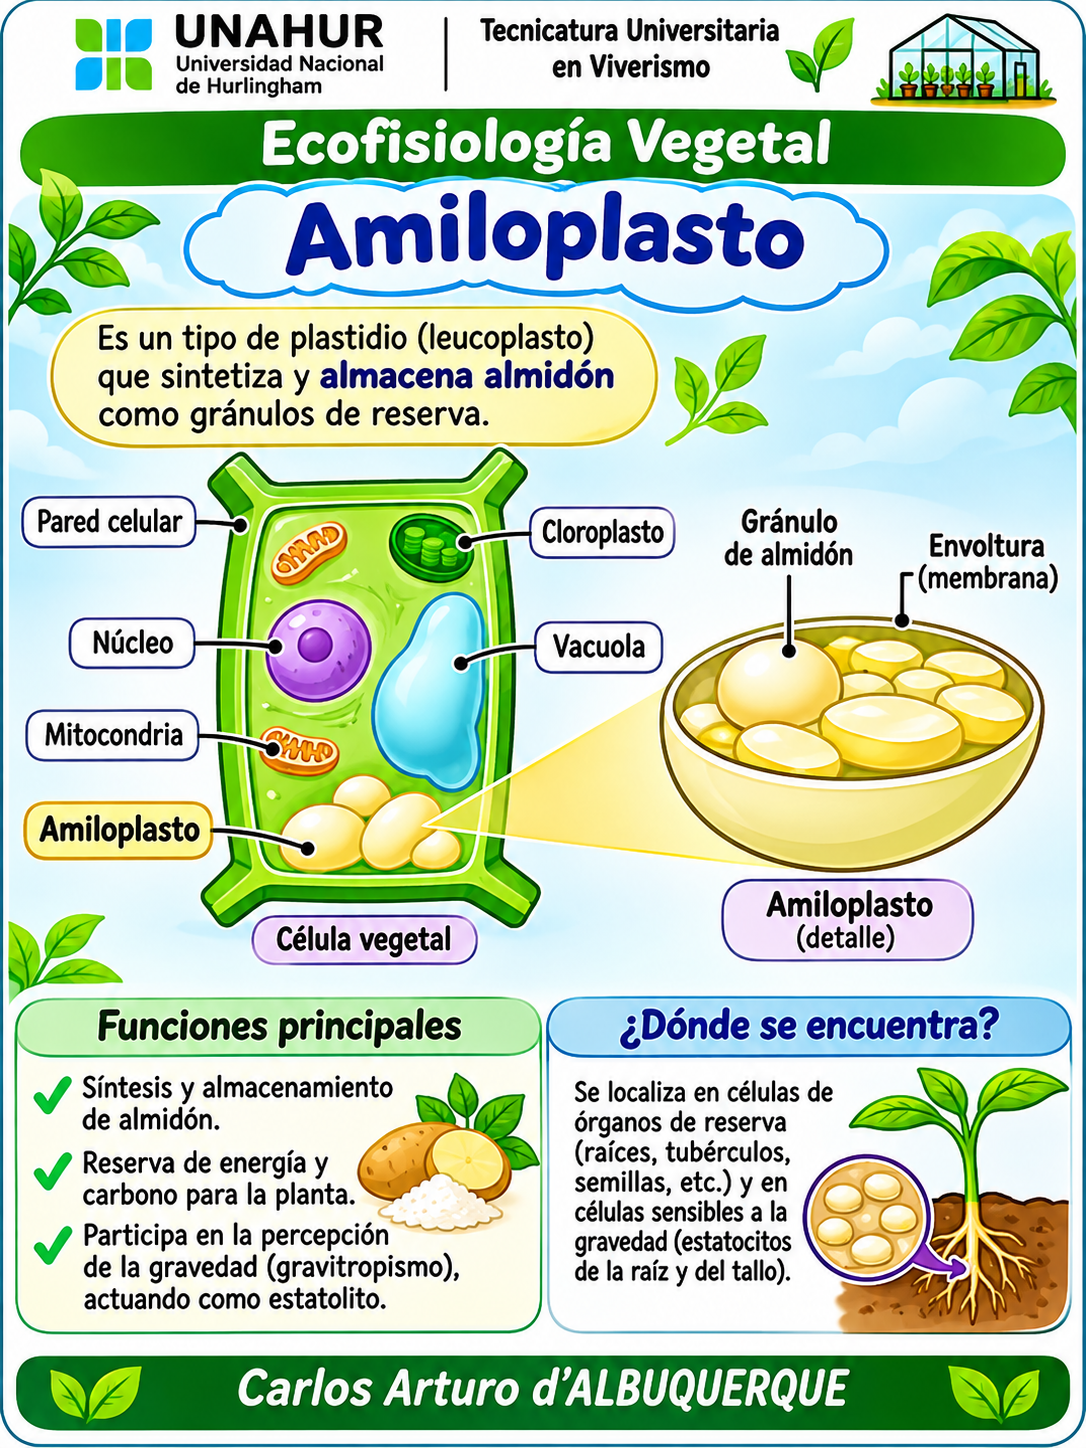 UNAHUR
Universidad Nacional
de Hurlingham
Tecnicatura Universitaria
en Viverismo
Ecofisiología Vegetal
Amiloplasto
Es un tipo de plastidio (leucoplasto)
que sintetiza y almacena almidón
como gránulos de reserva.
Pared celular
Núcleo
Mitocondria
Amiloplasto
Cloroplasto
Vacuola
Célula vegetal
Gránulo
de almidón
Envoltura
(membrana)
Amiloplasto
(detalle)
Funciones principales
Síntesis y almacenamiento
de almidón.
Reserva de energía y
carbono para la planta.
Participa en la percepción
de la gravedad (gravitropismo),
actuando como estatolito.
¿Dónde se encuentra?
Se localiza en células de
órganos de reserva
(raíces, tubérculos,
semillas, etc.) y en
células sensibles a la
gravedad (estatocitos
de la raíz y del tallo).
Carlos Arturo d'ALBUQUERQUE